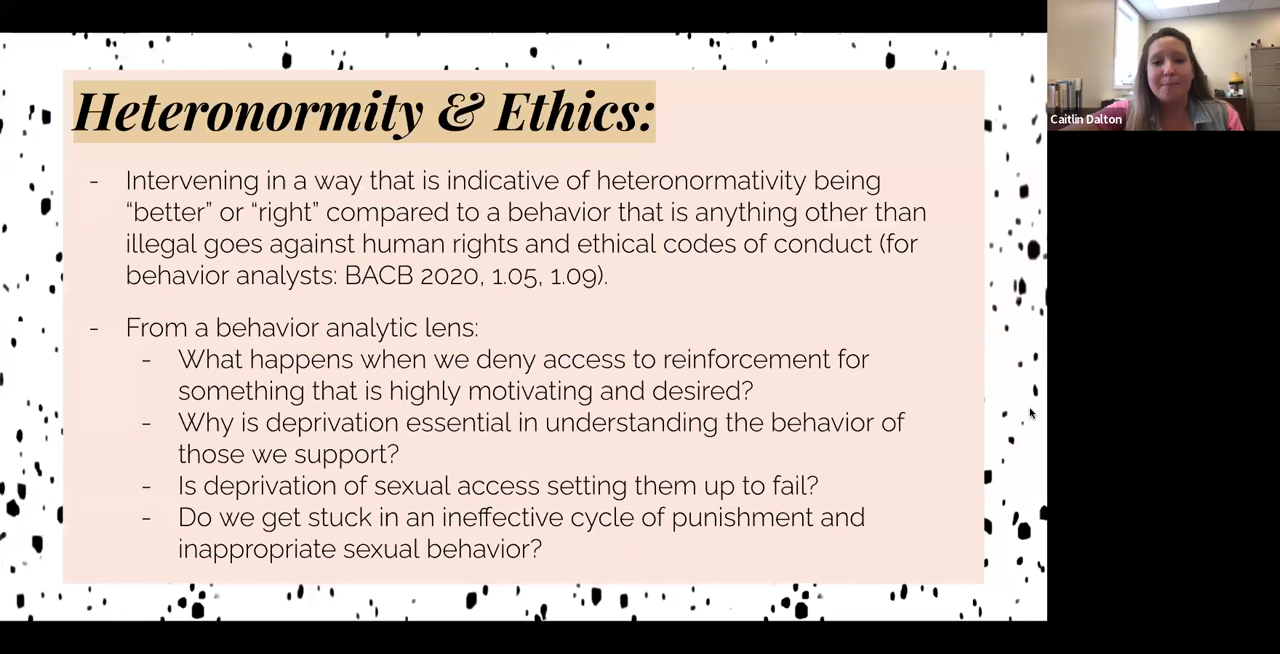 Heteronormity & Ethics:
- Intervening in a way that is indicative of heteronormativity being
“better” or “right” compared to a behavior that is anything other than
illegal goes against human rights and ethical codes of conduct (for
behavior analysts: BACB 2020, 1.05, 1.09).
- From a behavior analytic lens:
- What happens when we deny access to reinforcement for
something that is highly motivating and desired?
- Why is deprivation essential in understanding the behavior of
those we support?
- Is deprivation of sexual access setting them up to fail?
- Do we get stuck in an ineffective cycle of punishment and
inappropriate sexual behavior?
Caitlin Dalton